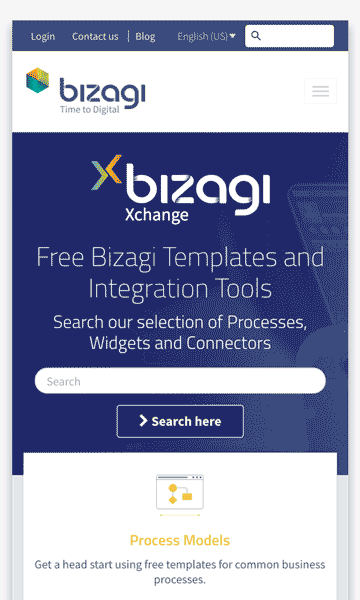 Login Contact us | Blog English (US)
bizagi
Time to Digital
bizagi
Xchange
Free Bizagi Templates and
Integration Tools
Search our selection of Processes,
Widgets and Connectors
Search
Search here
Process Models
Get a head start using free templates for common business
processes.